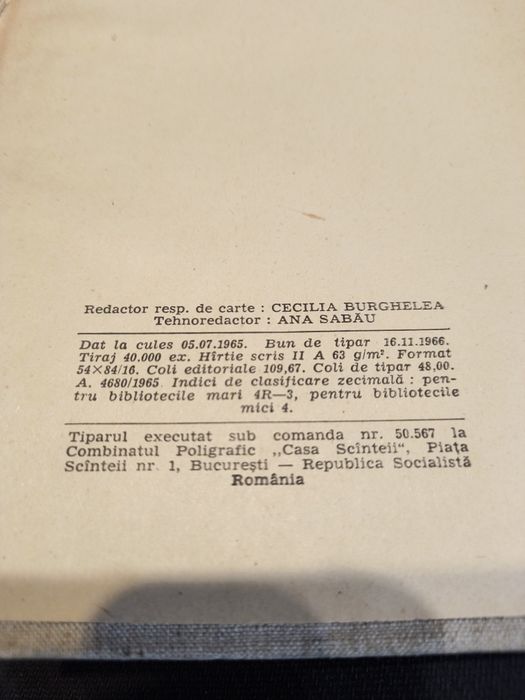 Redactor resp. de carte : CECILIA BURGHELEA
Tehnoredactor : ANA SABĂU
Dat la cules 05.07.1965. Bun de tipar 16.11.1966.
Tiraj 40.000 ex. Hîrtie scris II A 63 g/m². Format
54×84/16. Coli editoriale 109,67. Coli de tipar 48,00.
A. 4680/1965. Indici de clasificare zecimală : pen-
tru bibliotecile mari 4R—3, pentru bibliotecile
mici 4.
Tiparul executat sub comanda nr. 50.567 la
Combinatul Poligrafic ,,Casa Scînteii“, Piața
Scînteii nr. 1, București — Republica Socialistă
România